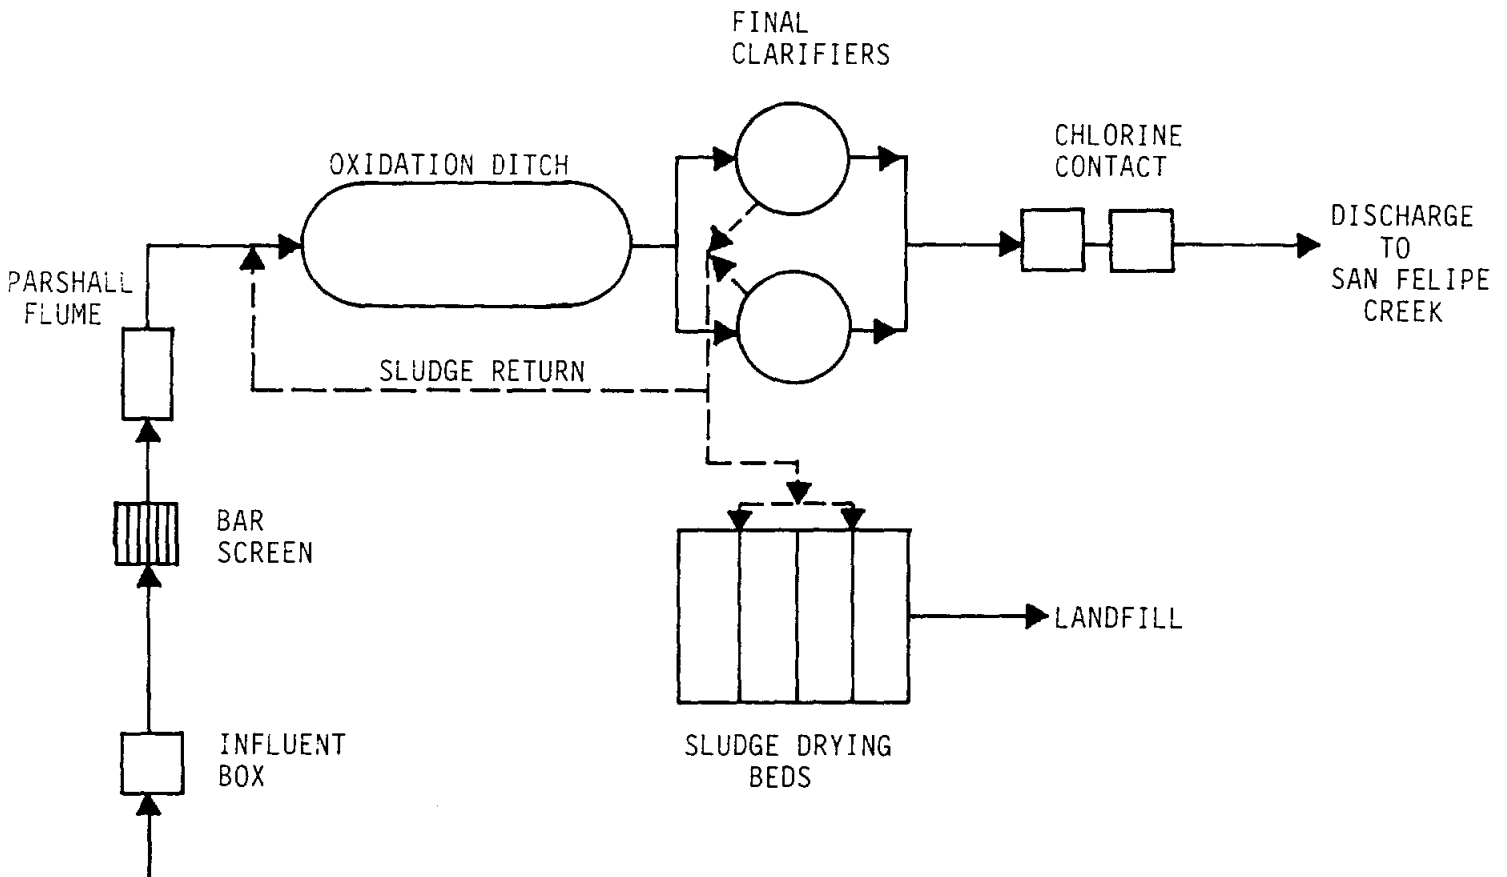 FINAL
CLARIFIERS
CHLORINE
CONTACT
OXIDATION DITCH
DISCHARGE
TO
SAN FELIPE
CREEK
PARSHALL
FLUME
SLUDGE RETURN
BAR
SCREEN
LANDFILL
INFLUENT
BOX
SLUDGE DRYING
BEDS